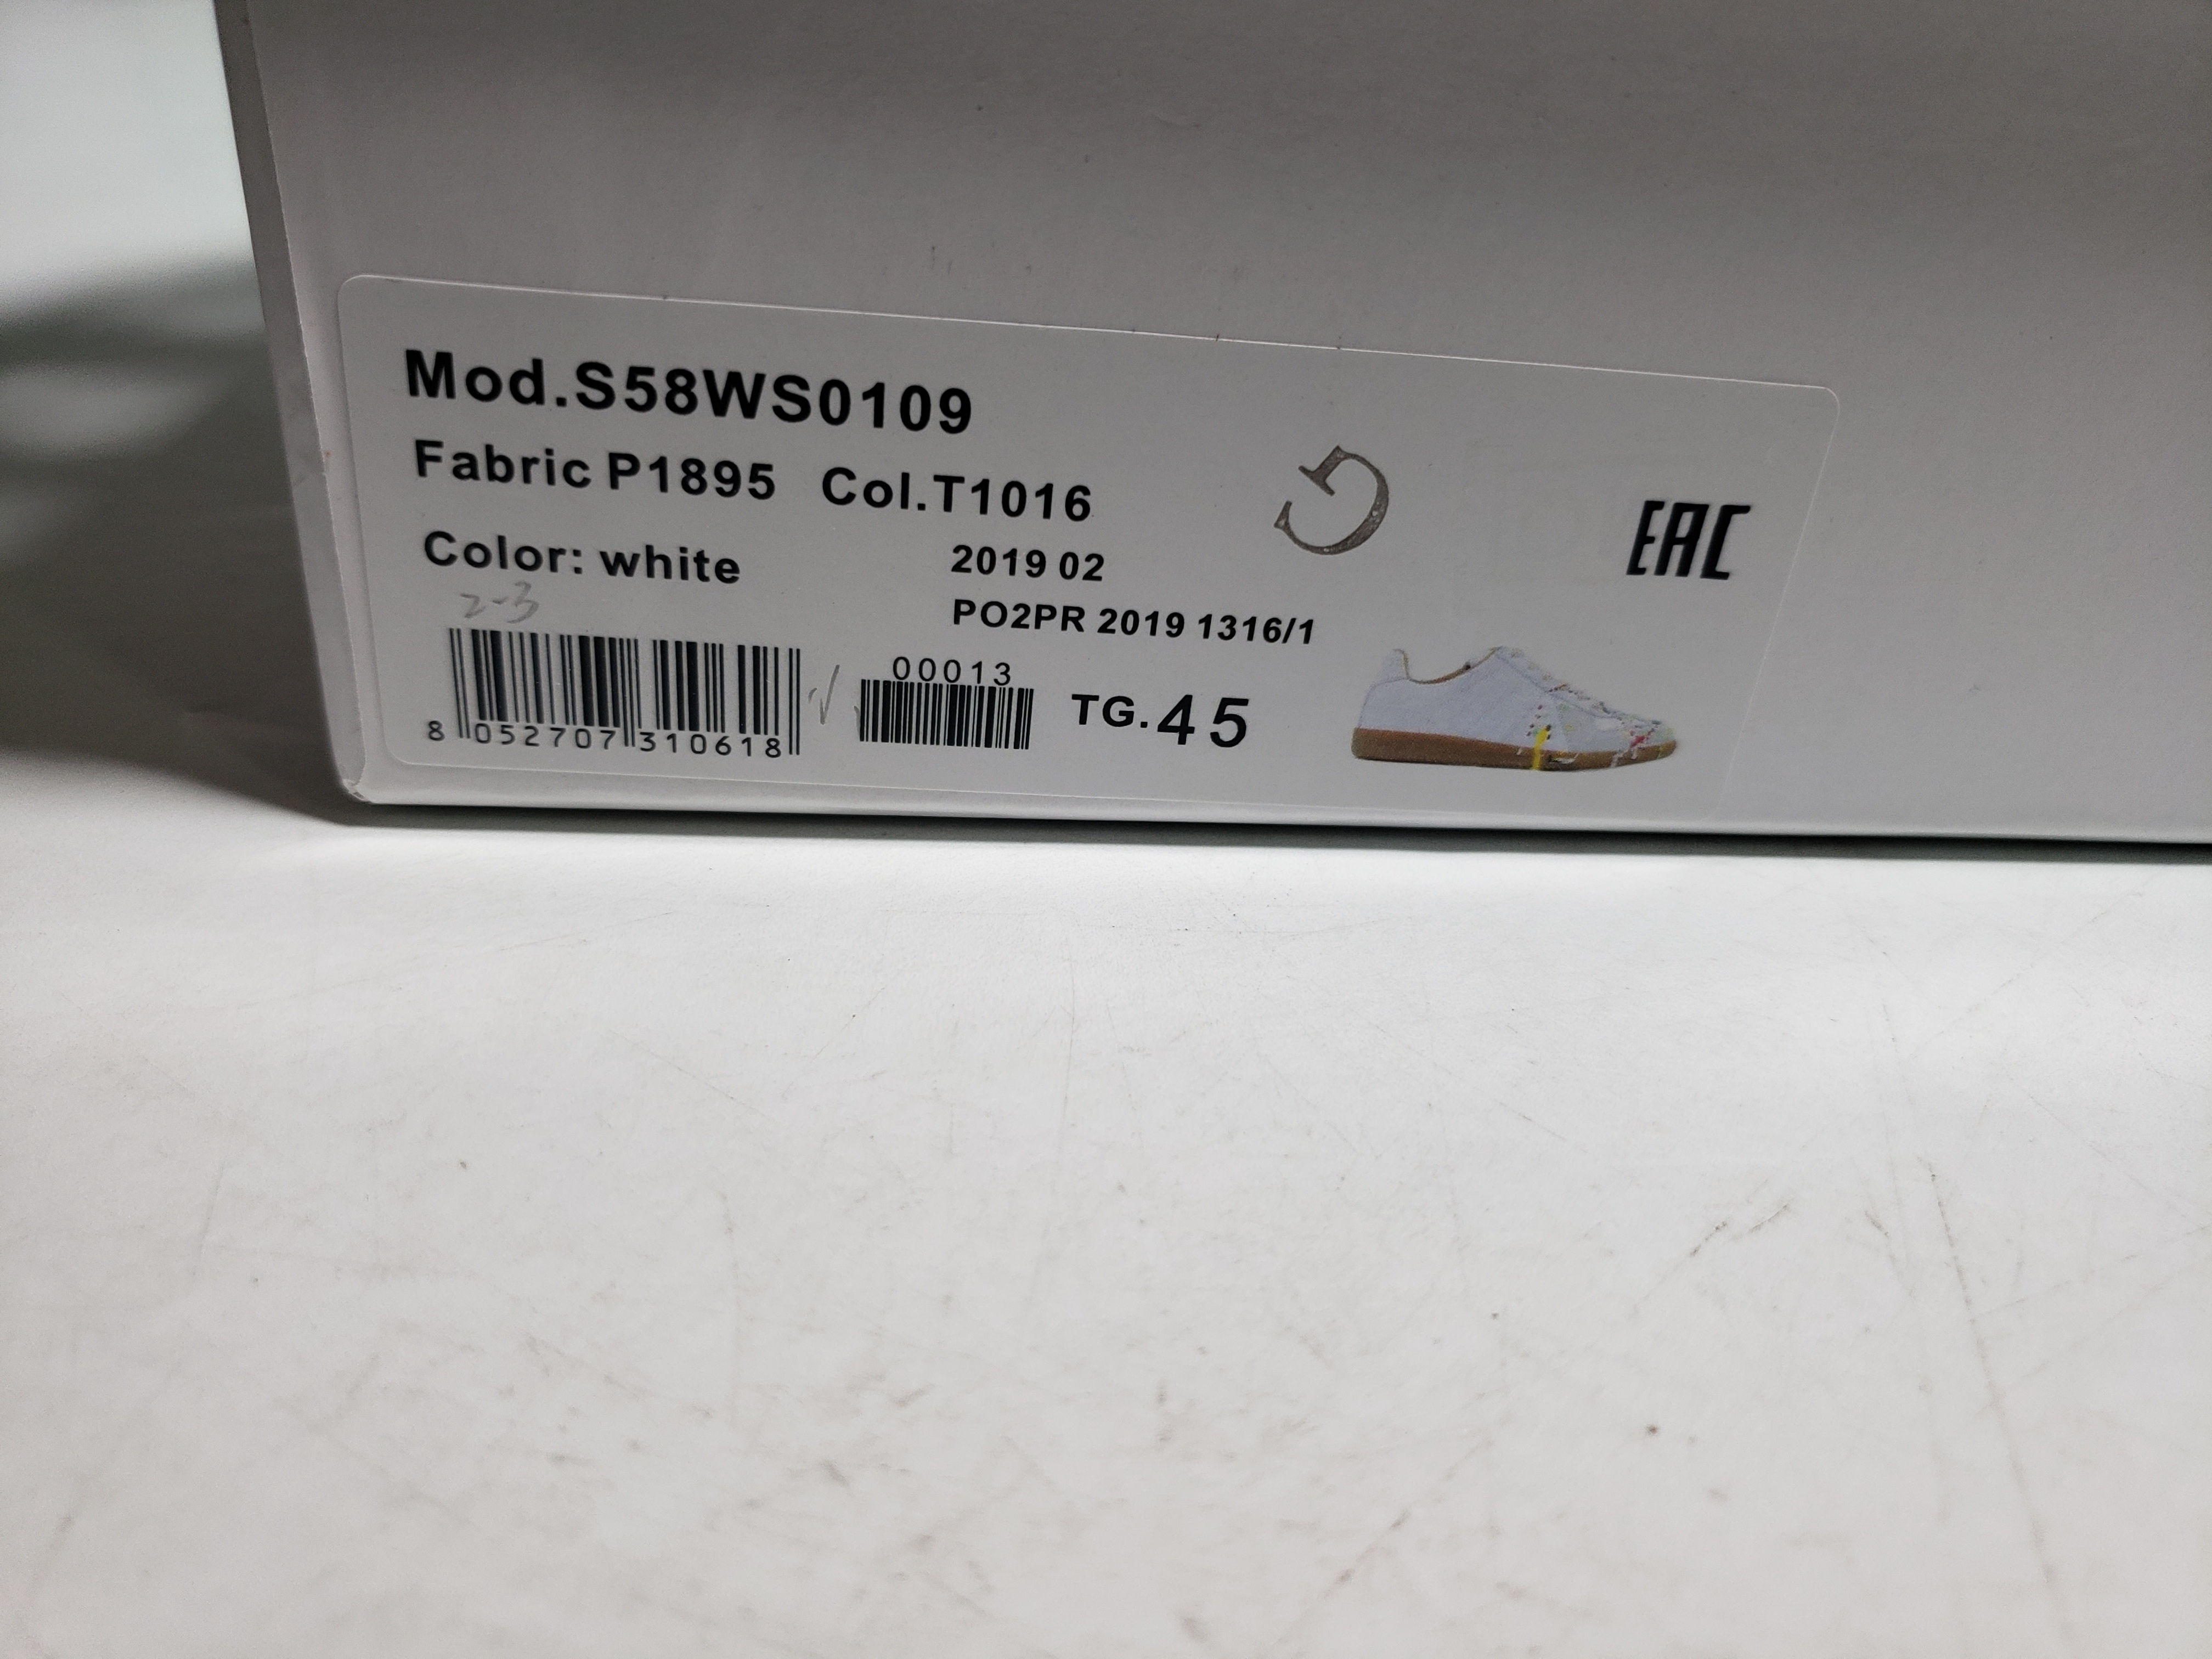 Mod.S58WS0109
Fabric P1895 Col.T1016
G
EAC
Color: white
2019 02
2-3
PO2PR 2019 1316/1
00013
TG.45
8 052707 310618